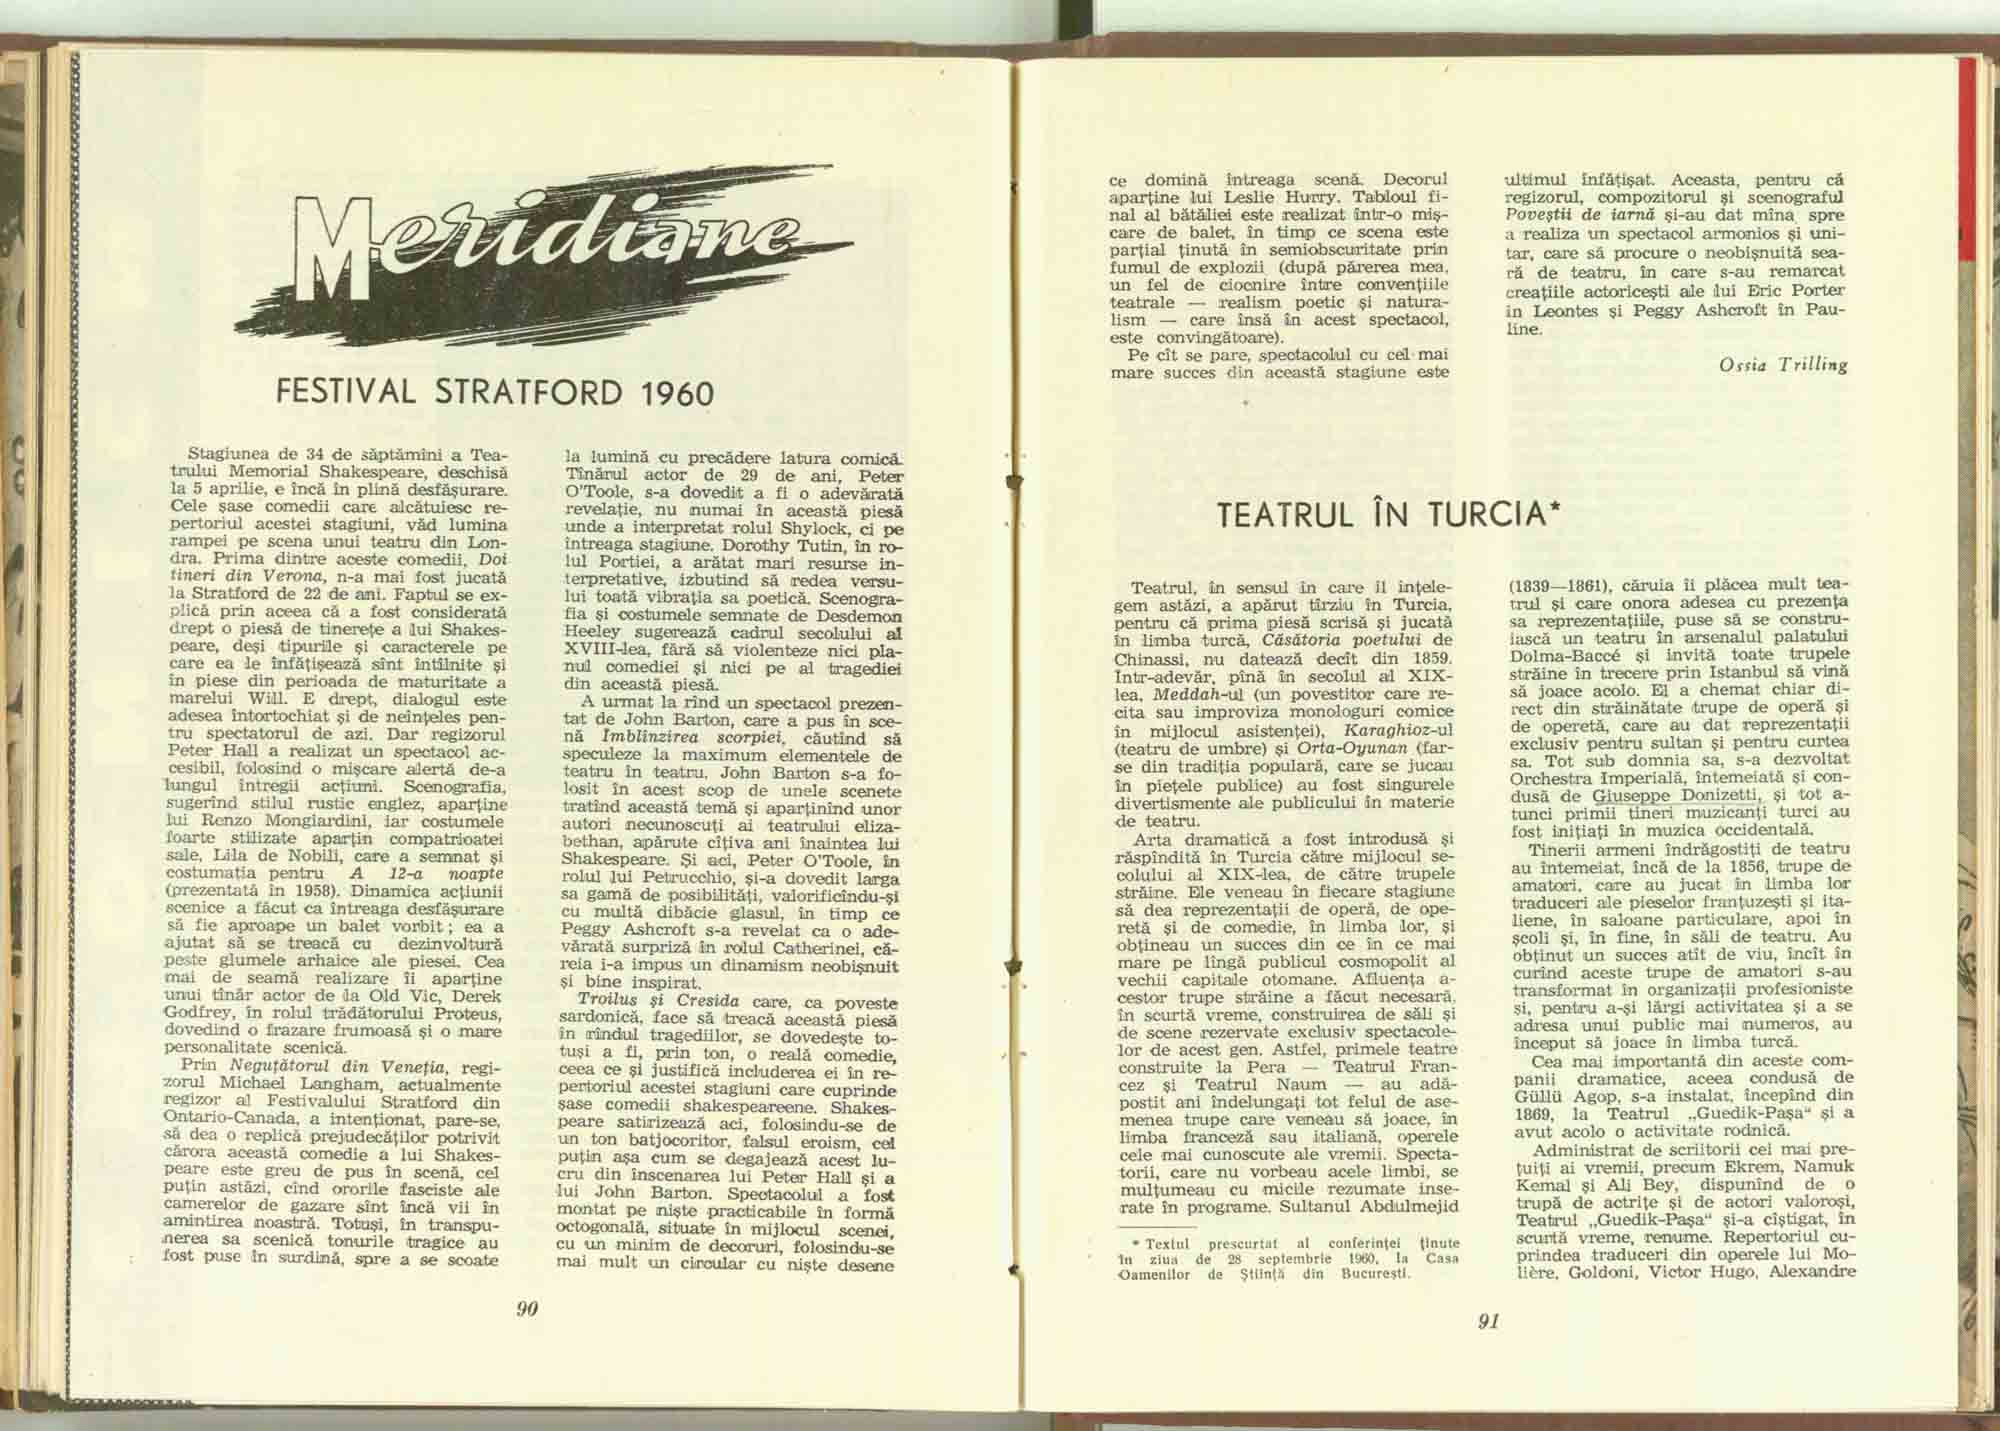 Meridiane
FESTIVAL STRATFORD 1960
Stagiunea de 34 de săptămîni a Tea-
trului Memorial Shakespeare, deschisă
la 5 aprilie, e încă în plină desfășurare.
Cele șase comedii care alcătuiesc re-
pertoriul acestei stagiuni, văd lumina
rampei pe scena unui teatru din Lon-
dra. Prima dintre aceste comedii, Doi
tineri din Verona, n-a mai fost jucată
la Stratford de 22 de ani. Faptul se ex-
plică prin aceea că a fost considerată
drept o piesă de tinerețe a lui Shakes-
peare, deși tipurile și caracterele pe
care ea le înfățișează sînt întîlnite și
în piese din perioada de maturitate a
marelui Will. E drept, dialogul este
adesea întortochiat și de neînțeles pen-
tru spectatorul de azi. Dar regizorul
Peter Hall a realizat un spectacol ac-
cesibil, folosind o mișcare alertă de-a
lungul întregii acțiuni. Scenografia,
sugerînd stilul rustic englez, aparține
lui Renzo Mongiardini, iar costumele
foarte stilizate aparțin compatrioatei
sale, Lila de Nobili, care a semnat și
costumația pentru A 12-a noapte
(prezentată în 1958). Dinamica acțiunii
scenice a făcut ca întreaga desfășurare
să fie aproape un balet vorbit ; ea a
ajutat să se treacă cu dezinvoltură
peste glumele arhaice ale piesei. Cea
mai de seamă realizare îi aparține
unui tînăr actor de la Old Vic, Derek
Godfrey, în rolul trădătorului Proteus,
dovedind o frazare frumoasă și o mare
personalitate scenică.
Prin Neguțătorul din Veneția, regi-
zorul Michael Langham, actualmente
regizor al Festivalului Stratford din
Ontario-Canada, a intenționat, pare-se,
să dea o replică prejudecăților potrivit
cărora această comedie a lui Shakes-
peare este greu de pus în scenă, cel
puțin astăzi, cînd ororile fasciste ale
camerelor de gazare sînt încă vii în
amintirea noastră. Totuși, în transpu-
nerea sa scenică tonurile tragice au
fost puse în surdină, spre a se scoate
la lumină cu precădere latura comică.
Tînărul actor de 29 de ani, Peter
O'Toole, s-a dovedit a fi o adevărată
revelație, nu numai în această piesă
unde a interpretat rolul Shylock, ci pe
întreaga stagiune. Dorothy Tutin, în ro-
lul Portiei, a arătat mari resurse in-
terpretative, izbutind să redea versu-
lui toată vibrația sa poetică. Scenogra-
fia și costumele semnate de Desdemon
Heeley sugerează cadrul secolului al
XVIII-lea, fără să violenteze nici pla-
nul comediei și nici pe al tragediei
din această piesă.
A urmat la rînd un spectacol prezen-
tat de John Barton, care a pus în sce-
nă Imblînzirea scorpiei, căutînd să
speculeze la maximum elementele de
teatru în teatru. John Barton s-a fo-
losit în acest scop de unele scenete
tratînd această temă și aparținînd unor
autori necunoscuți ai teatrului eliza-
bethan, apărute cîțiva ani înaintea lui
Shakespeare. Și aci, Peter O'Toole, în
rolul lui Petrucchio, și-a dovedit larga
sa gamă de posibilități, valorificîndu-și
cu multă dibăcie glasul, în timp ce
Peggy Ashcroft s-a revelat ca o ade-
vărată surpriză în rolul Catherinei, că-
reia i-a impus un dinamism neobișnuit
și bine inspirat.
Troilus și Cresida care, ca poveste
sardonică, face să treacă această piesă
în rîndul tragediilor, se dovedește to-
tuși a fi, prin ton, o reală comedie,
ceea ce și justifică includerea ei în re-
pertoriul acestei stagiuni care cuprinde
șase comedii shakespeareene. Shakes-
peare satirizează aci, folosindu-se de
un ton batjocoritor, falsul eroism, cel
puțin așa cum se degajează acest lu-
cru din înscenarea lui Peter Hall și a
lui John Barton. Spectacolul a fost
montat pe niște practicabile în formă
octogonală, situate în mijlocul scenei,
cu un minim de decoruri, folosindu-se
mai mult un circular cu niște desene
90
ce domină întreaga scenă. Decorul
aparține lui Leslie Hurry. Tabloul fi-
nal al bătăliei este realizat într-o miș-
care de balet, în timp ce scena este
parțial ținută în semiobscuritate prin
fumul de explozii (după părerea mea,
un fel de ciocnire între convențiile
teatrale — realism poetic și natura-
lism — care însă în acest spectacol,
este convingătoare).
Pe cît se pare, spectacolul cu cel mai
mare succes din această stagiune este
ultimul înfățișat. Aceasta, pentru că
regizorul, compozitorul și scenograful
Poveștii de iarnă și-au dat mîna spre
a realiza un spectacol armonios și uni-
tar, care să procure o neobișnuită sea-
ră de teatru, în care s-au remarcat
creațiile actoricești ale lui Eric Porter
în Leontes și Peggy Ashcroft în Pau-
line.
Ossia Trilling
TEATRUL ÎN TURCIA*
Teatrul, în sensul în care îl înțele-
gem astăzi, a apărut tîrziu în Turcia,
pentru că prima piesă scrisă și jucată
în limba turcă, Căsătoria poetului de
Chinassi, nu datează decît din 1859.
Intr-adevăr, pînă în secolul al XIX-
lea, Meddah-ul (un povestitor care re-
cita sau improviza monologuri comice
în mijlocul asistenței), Karaghioz-ul
(teatru de umbre) și Orta-Oyunan (far-
se din tradiția populară, care se jucau
în piețele publice) au fost singurele
divertismente ale publicului în materie
de teatru.
Arta dramatică a fost introdusă și
răspîndită în Turcia către mijlocul se-
colului al XIX-lea, de către trupele
străine. Ele veneau în fiecare stagiune
să dea reprezentații de operă, de ope-
retă și de comedie, în limba lor, și
obțineau un succes din ce în ce mai
mare pe lîngă publicul cosmopolit al
vechii capitale otomane. Afluența a-
cestor trupe străine a făcut necesară,
în scurtă vreme, construirea de săli și
de scene rezervate exclusiv spectacole-
lor de acest gen. Astfel, primele teatre
construite la Pera — Teatrul Fran-
cez și Teatrul Naum — au adă-
postit ani îndelungați tot felul de ase-
menea trupe care veneau să joace, în
limba franceză sau italiană, operele
cele mai cunoscute ale vremii. Specta-
torii, care nu vorbeau acele limbi, se
mulțumeau cu micile rezumate inse-
rate în programe. Sultanul Abdulmejid
* Textul prescurtat al conferinței ținute
în ziua de 28 septembrie 1960, la Casa
Oamenilor de Știință din București.
(1839—1861), căruia îi plăcea mult tea-
trul și care onora adesea cu prezența
sa reprezentațiile, puse să se constru-
iască un teatru în arsenalul palatului
Dolma-Baccé și invită toate trupele
străine în trecere prin Istanbul să vină
să joace acolo. El a chemat chiar di-
rect din străinătate trupe de operă și
de operetă, care au dat reprezentații
exclusiv pentru sultan și pentru curtea
sa. Tot sub domnia sa, s-a dezvoltat
Orchestra Imperială, întemeiată și con-
dusă de Giuseppe Donizetti, și tot a-
tunci primii tineri muzicanți turci au
fost inițiați în muzica occidentală.
Tinerii armeni îndrăgostiți de teatru
au întemeiat, încă de la 1856, trupe de
amatori, care au jucat în limba lor
traduceri ale pieselor franțuzești și ita-
liene, în saloane particulare, apoi în
școli și, în fine, în săli de teatru. Au
obținut un succes atît de viu, încît în
curînd aceste trupe de amatori s-au
transformat în organizații profesioniste
și, pentru a-și lărgi activitatea și a se
adresa unui public mai numeros, au
început să joace în limba turcă.
Cea mai importantă din aceste com-
panii dramatice, aceea condusă de
Güllü Agop, s-a instalat, începînd din
1869, la Teatrul „Guedik-Pașa“ și a
avut acolo o activitate rodnică.
Administrat de scriitorii cei mai pre-
țuiți ai vremii, precum Ekrem, Namuk
Kemal și Ali Bey, dispunînd de o
trupă de actrițe și de actori valoroși,
Teatrul „Guedik-Pașa“ și-a cîștigat, în
scurtă vreme, renume. Repertoriul cu-
prindea traduceri din operele lui Mo-
lière, Goldoni, Victor Hugo, Alexandre
91